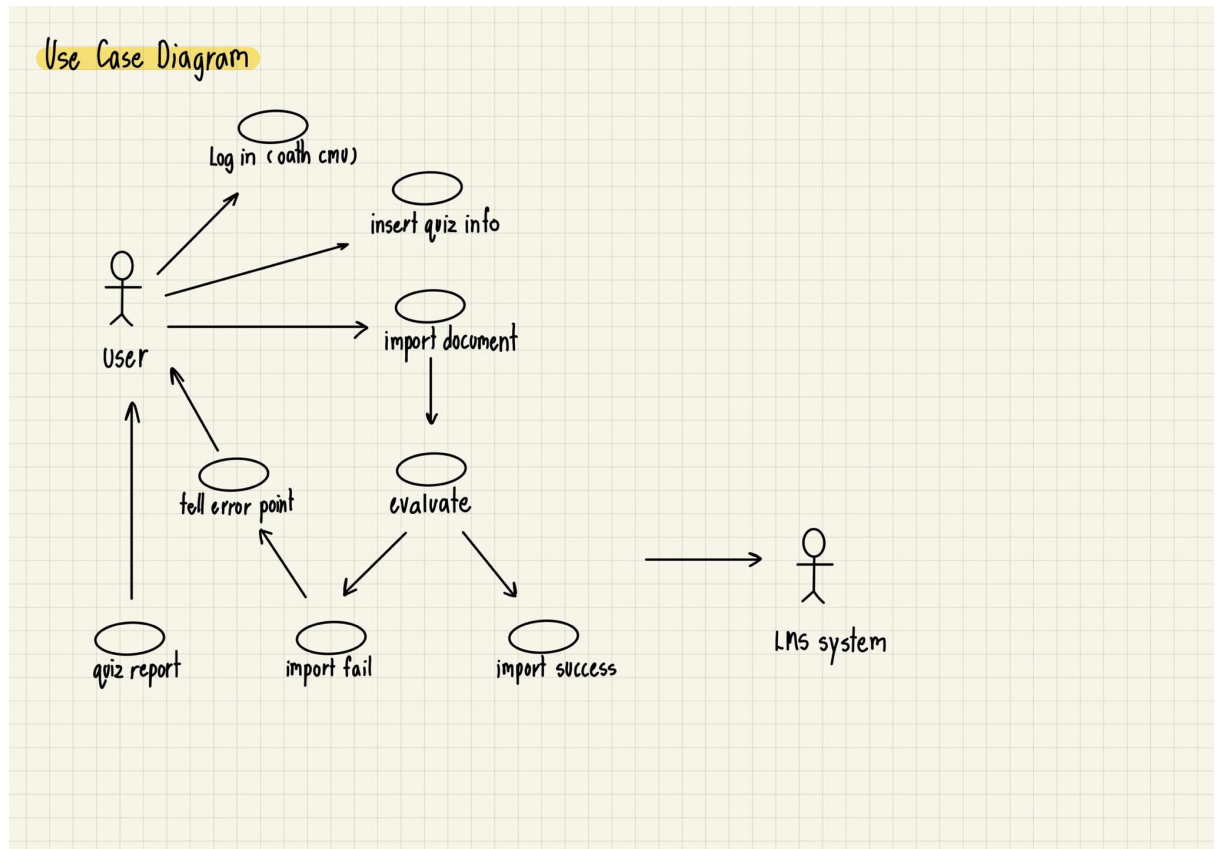 Use Case Diagram
Log in (oath cmu)
insert quiz info
import document
user
tell error point
evaluate
LMS system
quiz report
import fail
import success